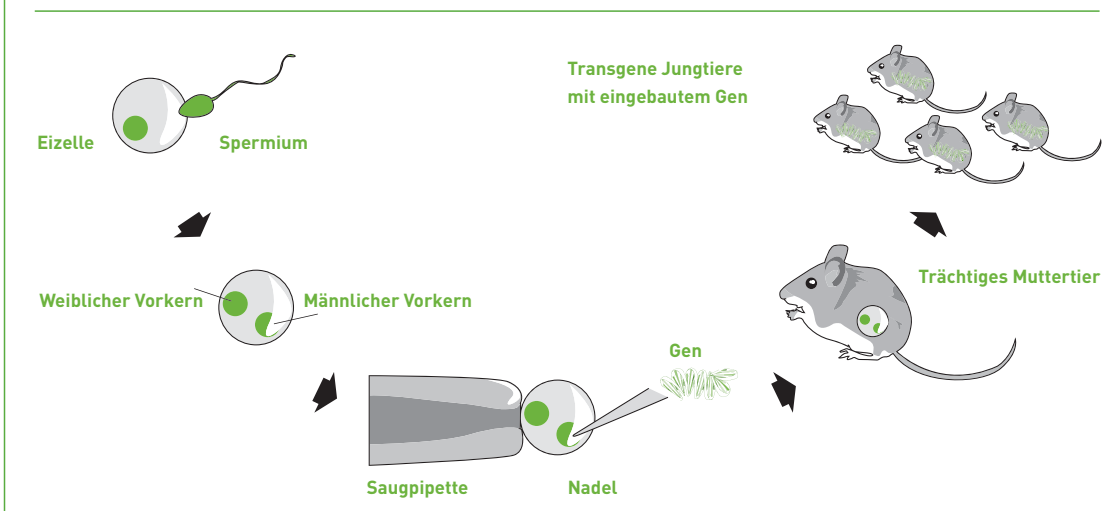 Eizelle
Spermium
Weiblicher Vorkern
Männlicher Vorkern
Saugpipette
Nadel
Gen
Trächtiges Muttertier
Transgene Jungtiere
mit eingebautem Gen